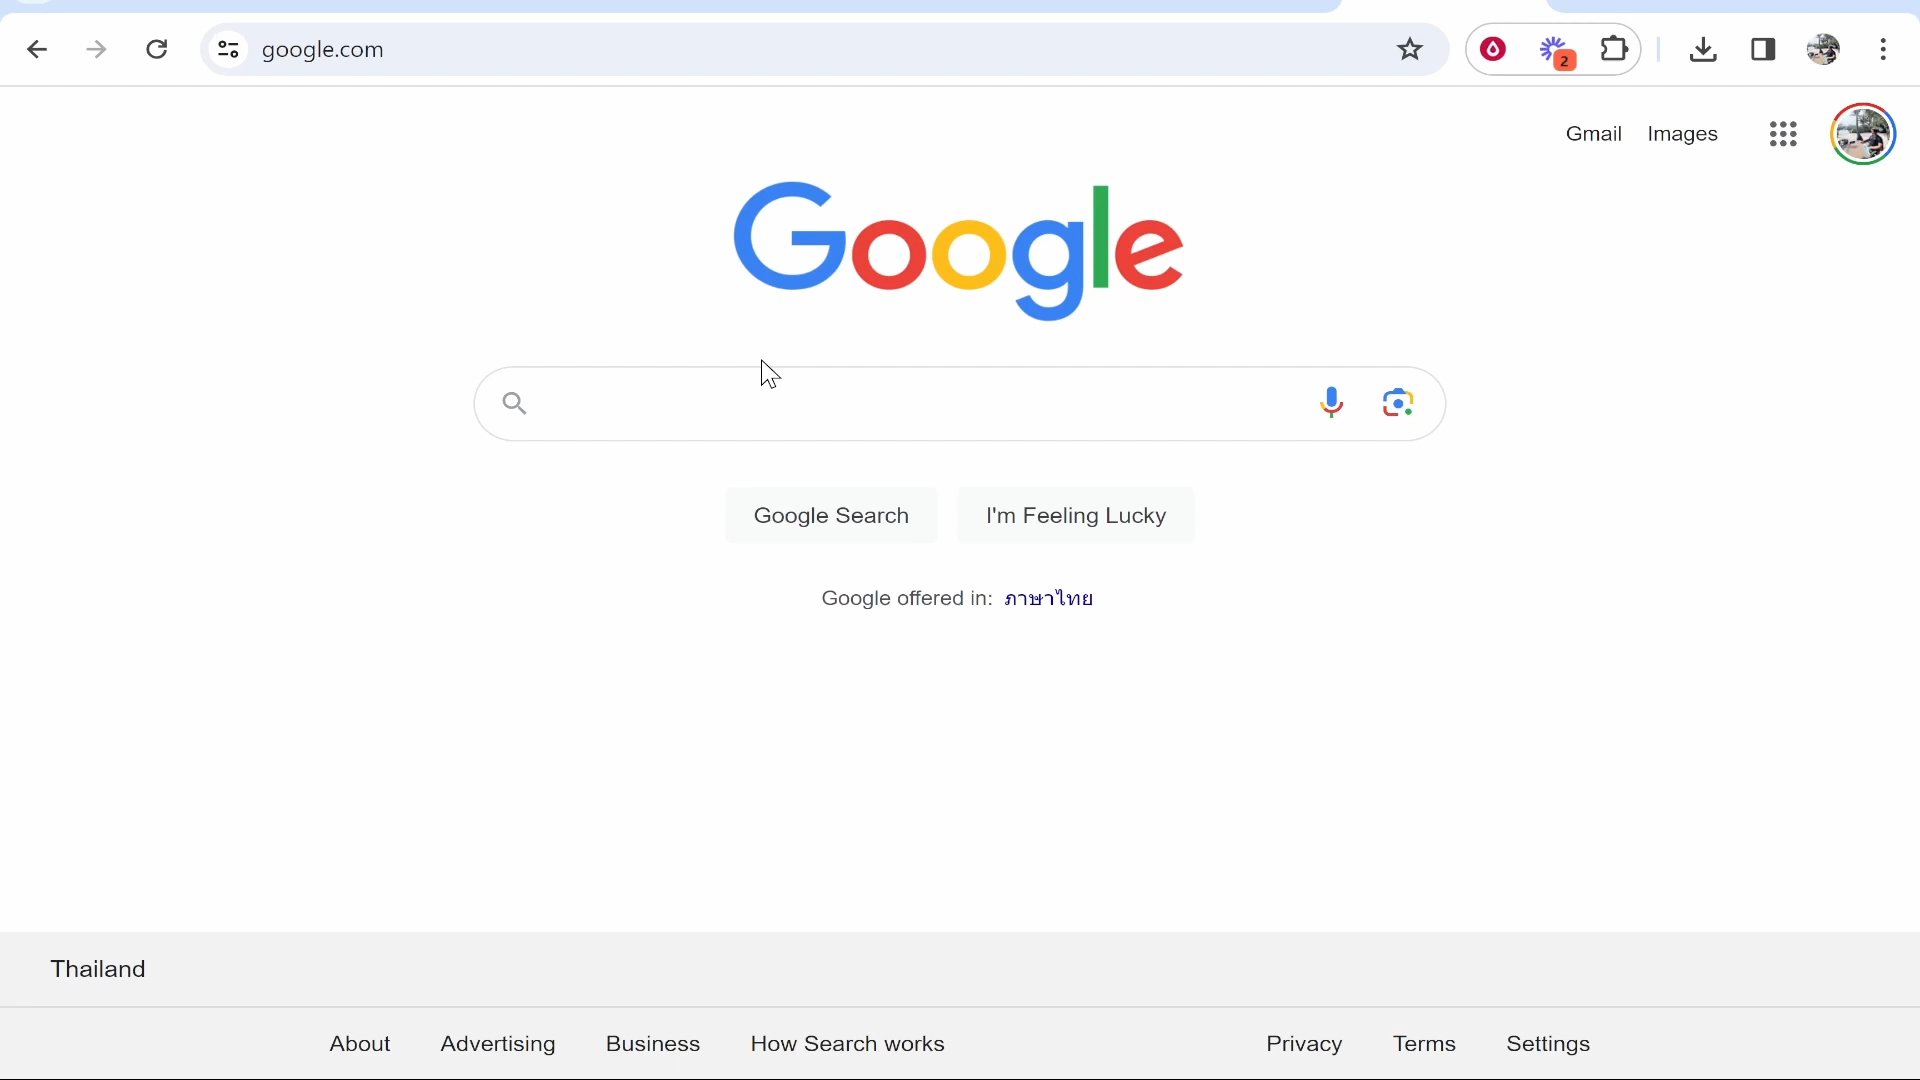 google.com
2
Gmail Images
Google
Google Search I'm Feeling Lucky
Google offered in: ภาษาไทย
Thailand
About Advertising Business How Search works Privacy Terms Settings